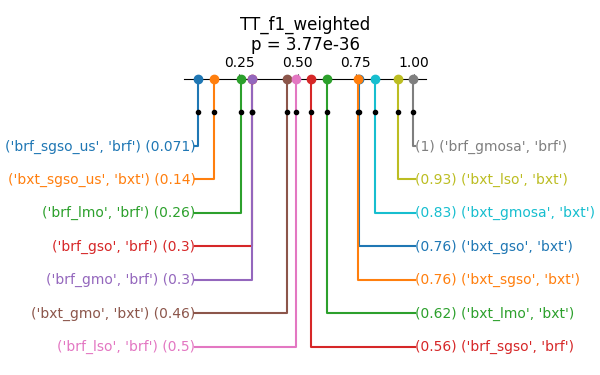 TT_f1_weighted
p = 3.77e-36
0.25 0.50 0.75 1.00
('brf_sgso_us', 'brf') (0.071)
('bxt_sgso_us', 'bxt') (0.14)
('brf_lmo', 'brf') (0.26)
('brf_gso', 'brf') (0.3)
('brf_gmo', 'brf') (0.3)
('bxt_gmo', 'bxt') (0.46)
('brf_lso', 'brf') (0.5)
(1) ('brf_gmosa', 'brf')
(0.93) ('bxt_lso', 'bxt')
(0.83) ('bxt_gmosa', 'bxt')
(0.76) ('bxt_gso', 'bxt')
(0.76) ('bxt_sgso', 'bxt')
(0.62) ('bxt_lmo', 'bxt')
(0.56) ('brf_sgso', 'brf')